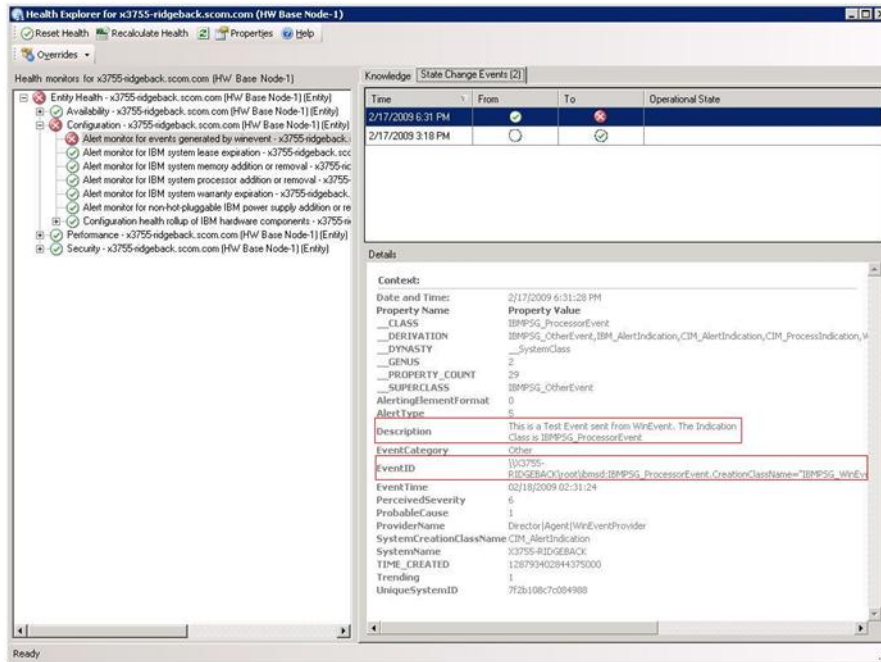 Health Explorer for x3755-ridgeback.scom.com (HW Base Node-1)
Reset Health Recalculate Health Properties Help
Overrides
Health monitors for x3755-ridgeback.scom.com (HW Base Node-1)
Entity Health - x3755-ridgeback.scom.com (HW Base Node-1) (Entity)
Availability - x3755-ridgeback.scom.com (HW Base Node-1) (Entity)
Configuration - x3755-ridgeback.scom.com (HW Base Node-1) (Entity)
Alert monitor for events generated by winevent - x3755-ridgeback.
Alert monitor for IBM system lease expiration - x3755-ridgeback.scc
Alert monitor for IBM system memory addition or removal - x3755-ric
Alert monitor for IBM system processor addition or removal - x3755-
Alert monitor for IBM system warranty expiration - x3755-ridgeback.
Alert monitor for non-hot-pluggable IBM power supply addition or re
Configuration health rollup of IBM hardware components - x3755-ri
Performance - x3755-ridgeback.scom.com (HW Base Node-1) (Entity)
Security - x3755-ridgeback.scom.com (HW Base Node-1) (Entity)
Knowledge State Change Events (2)
Time From To Operational State
2/17/2009 6:31 PM
2/17/2009 3:18 PM
Details
Context:
Date and Time: 2/17/2009 6:31:28 PM
Property Name Property Value
__CLASS IBMPSG_ProcessorEvent
__DERIVATION IBMPSG_OtherEvent,IBM_AlertIndication,CIM_AlertIndication,CIM_ProcessIndication,
__DYNASTY __SystemClass
__GENUS 2
__PROPERTY_COUNT 29
__SUPERCLASS IBMPSG_OtherEvent
AlertingElementFormat 0
AlertType 5
Description This is a Test Event sent from WinEvent. The Indication
Class is IBMPSG_ProcessorEvent
EventCategory Other
EventID \\X3755-
RIDGEBACK\root\ibmsd:IBMPSG_ProcessorEvent.CreationClassName="IBMPSG_WinEv
EventTime 02/18/2009 02:31:24
PerceivedSeverity 6
ProbableCause 1
ProviderName Director|Agent|WinEventProvider
SystemCreationClassName CIM_AlertIndication
SystemName X3755-RIDGEBACK
TIME_CREATED 128793402844375000
Trending 1
UniqueSystemID 7f2b108c7c084988
Ready